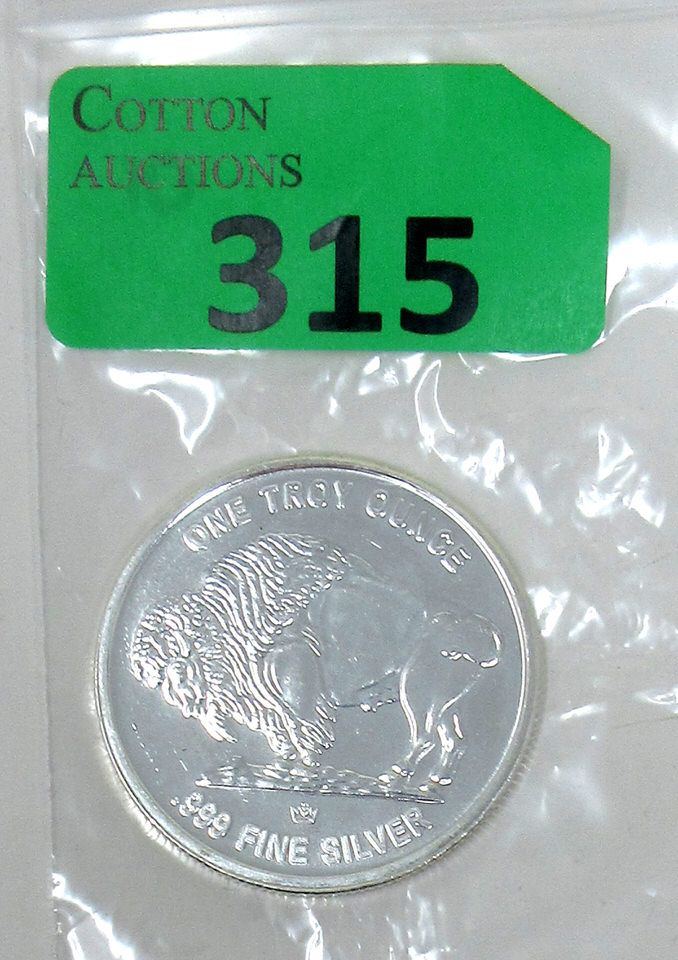 COTTON
AUCTIONS
315
ONE TROY OUNCE
.999 FINE SILVER